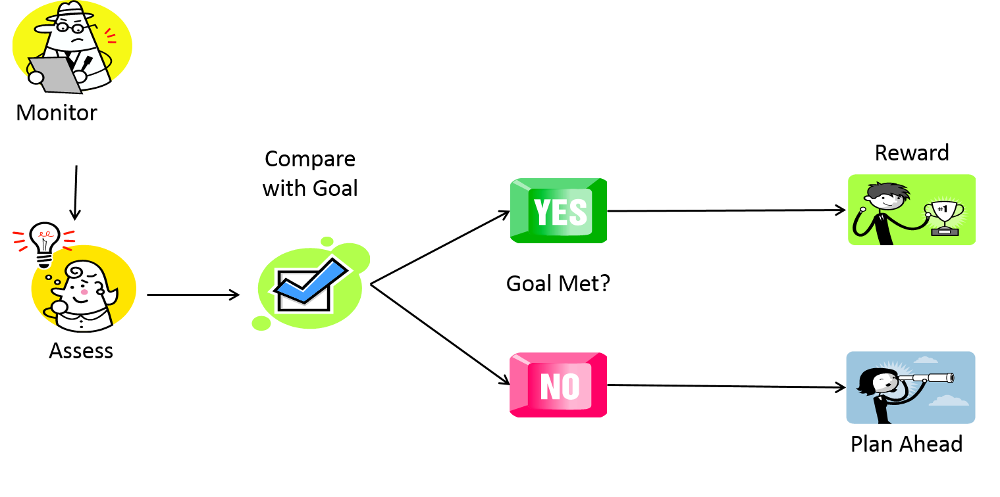 Monitor
Assess
Compare
with Goal
YES
Goal Met?
NO
Reward
#1
Plan Ahead